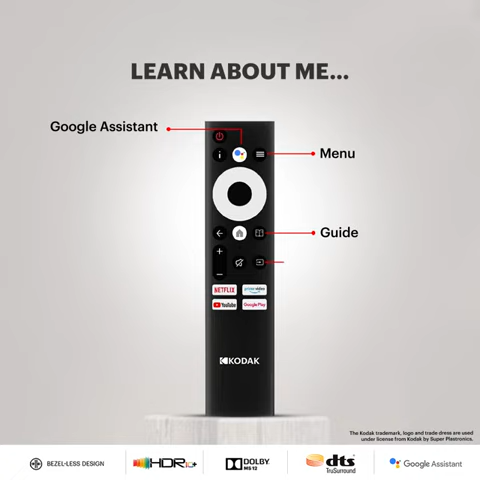 LEARN ABOUT ME...
Google Assistant
Menu
Guide
NETFLIX
prime video
YouTube
Google Play
KODAK
The Kodak trademark, logo and trade dress are used
under license from Kodak by Super Plastronics.
BEZEL-LESS DESIGN
HDR10+
DOLBY
MS 12
dts
TruSurround
Google Assistant